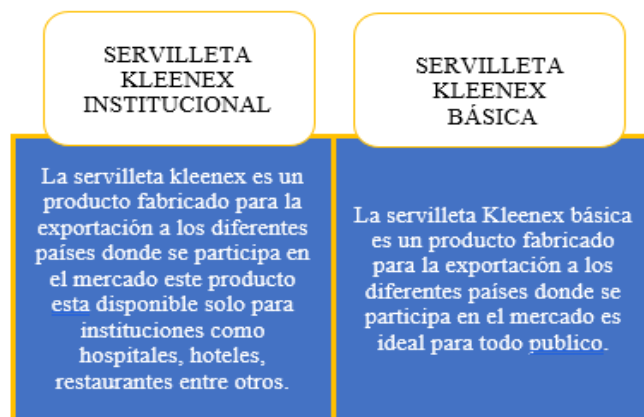 SERVILLETA
KLEENEX
INSTITUCIONAL
La servilleta kleenex es un
producto fabricado para la
exportación a los diferentes
países donde se participa en
el mercado este producto
esta disponible solo para
instituciones como
hospitales, hoteles,
restaurantes entre otros.
SERVILLETA
KLEENEX
BÁSICA
La servilleta Kleenex básica
es un producto fabricado
para la exportación a los
diferentes países donde se
participa en el mercado es
ideal para todo publico.